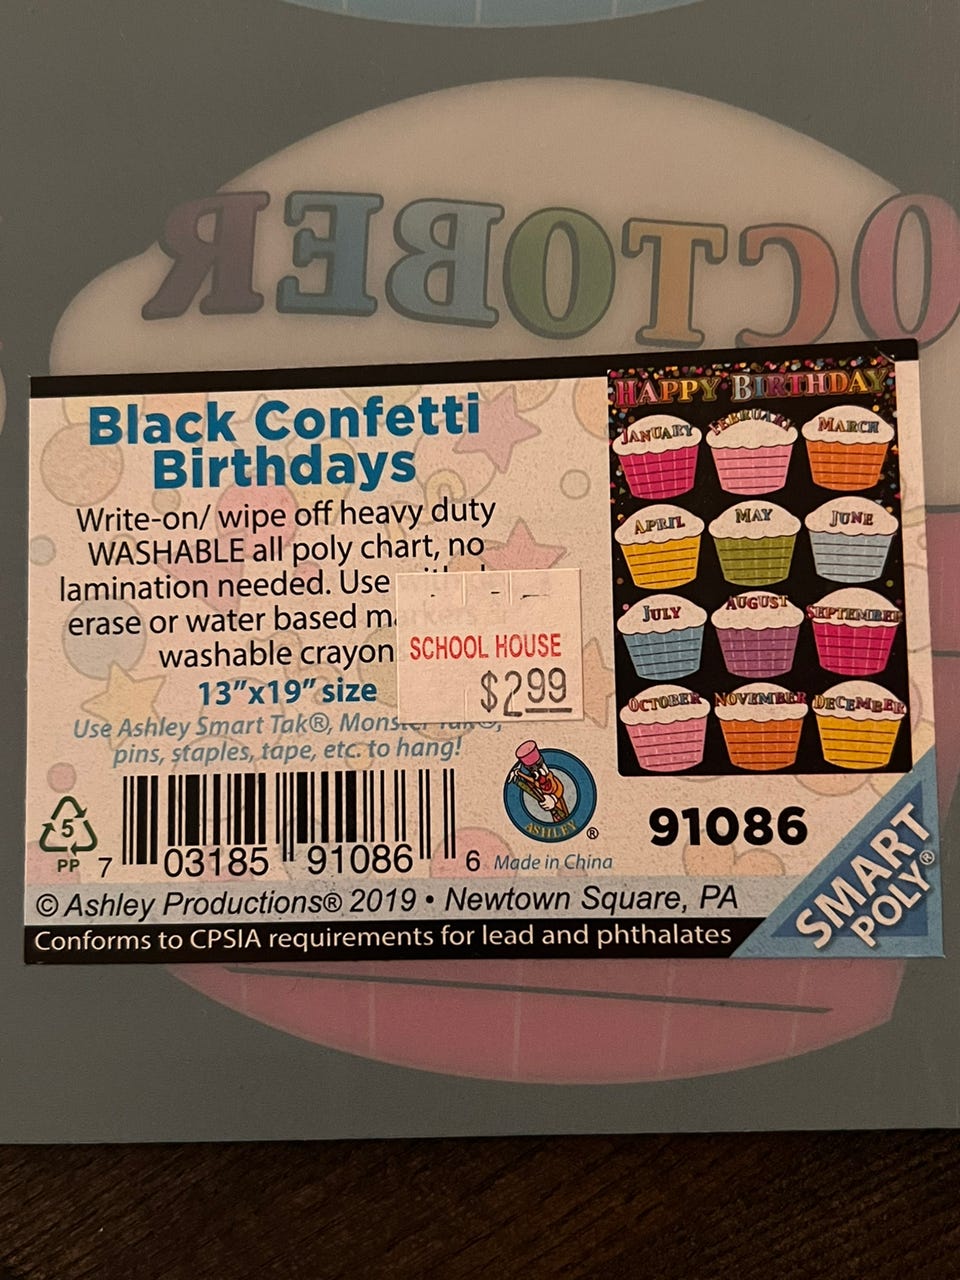 OCTOBER
Black Confetti
Birthdays
Write-on/ wipe off heavy duty
WASHABLE all poly chart, no
lamination needed. Use
erase or water based
washable crayon
13"x19" size
Use Ashley Smart Tak®,
pins, staples, tape, etc. to hang!
SCHOOL HOUSE
$2.99
HAPPY BIRTHDAY
JANUARY FEBRUARY MARCH
APRIL MAY JUNE
JULY AUGUST SEPTEMBER
OCTOBER NOVEMBER DECEMBER
5
PP
7 03185 91086 6
ASHLEY ®
Made in China
91086
SMART
POLY®
© Ashley Productions® 2019 • Newtown Square, PA
Conforms to CPSIA requirements for lead and phthalates